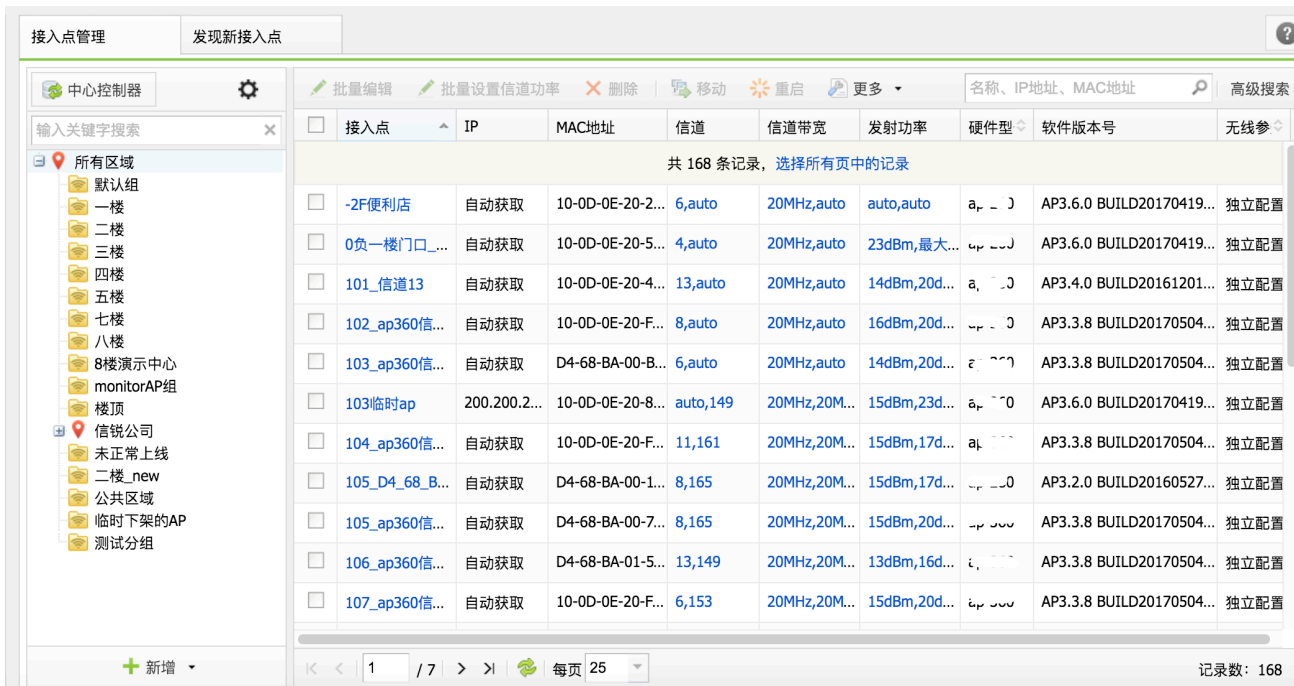 接入点管理 发现新接入点
中心控制器
批量编辑 批量设置信道功率 删除 移动 重启 更多 名称、IP地址、MAC地址 高级搜索
输入关键字搜索
所有区域
默认组
一楼
二楼
三楼
四楼
五楼
七楼
八楼
8楼演示中心
monitorAP组
楼顶
信锐公司
未正常上线
二楼_new
公共区域
临时下架的AP
测试分组
新增
接入点 IP MAC地址 信道 信道带宽 发射功率 硬件型 软件版本号 无线参
共 168 条记录，选择所有页中的记录
-2F便利店 自动获取 10-0D-0E-20-2... 6,auto 20MHz,auto auto,auto AP3.6.0 BUILD20170419... 独立配置
0负一楼门口_... 自动获取 10-0D-0E-20-5... 4,auto 20MHz,auto 23dBm,最大... AP3.6.0 BUILD20170419... 独立配置
101_信道13 自动获取 10-0D-0E-20-4... 13,auto 20MHz,auto 14dBm,20d... AP3.4.0 BUILD20161201... 独立配置
102_ap360信... 自动获取 10-0D-0E-20-F... 8,auto 20MHz,auto 16dBm,20d... AP3.3.8 BUILD20170504... 独立配置
103_ap360信... 自动获取 D4-68-BA-00-B... 6,auto 20MHz,auto 14dBm,20d... AP3.3.8 BUILD20170504... 独立配置
103临时ap 200.200.2... 10-0D-0E-20-8... auto,149 20MHz,20M... 15dBm,23d... AP3.6.0 BUILD20170419... 独立配置
104_ap360信... 自动获取 10-0D-0E-20-F... 11,161 20MHz,20M... 15dBm,17d... AP3.3.8 BUILD20170504... 独立配置
105_D4_68_B... 自动获取 D4-68-BA-00-1... 8,165 20MHz,20M... 15dBm,17d... AP3.2.0 BUILD20160527... 独立配置
105_ap360信... 自动获取 D4-68-BA-00-7... 8,165 20MHz,20M... 15dBm,20d... AP3.3.8 BUILD20170504... 独立配置
106_ap360信... 自动获取 D4-68-BA-01-5... 13,149 20MHz,20M... 13dBm,16d... AP3.3.8 BUILD20170504... 独立配置
107_ap360信... 自动获取 10-0D-0E-20-F... 6,153 20MHz,20M... 15dBm,20d... AP3.3.8 BUILD20170504... 独立配置
1 / 7 每页 25 记录数: 168